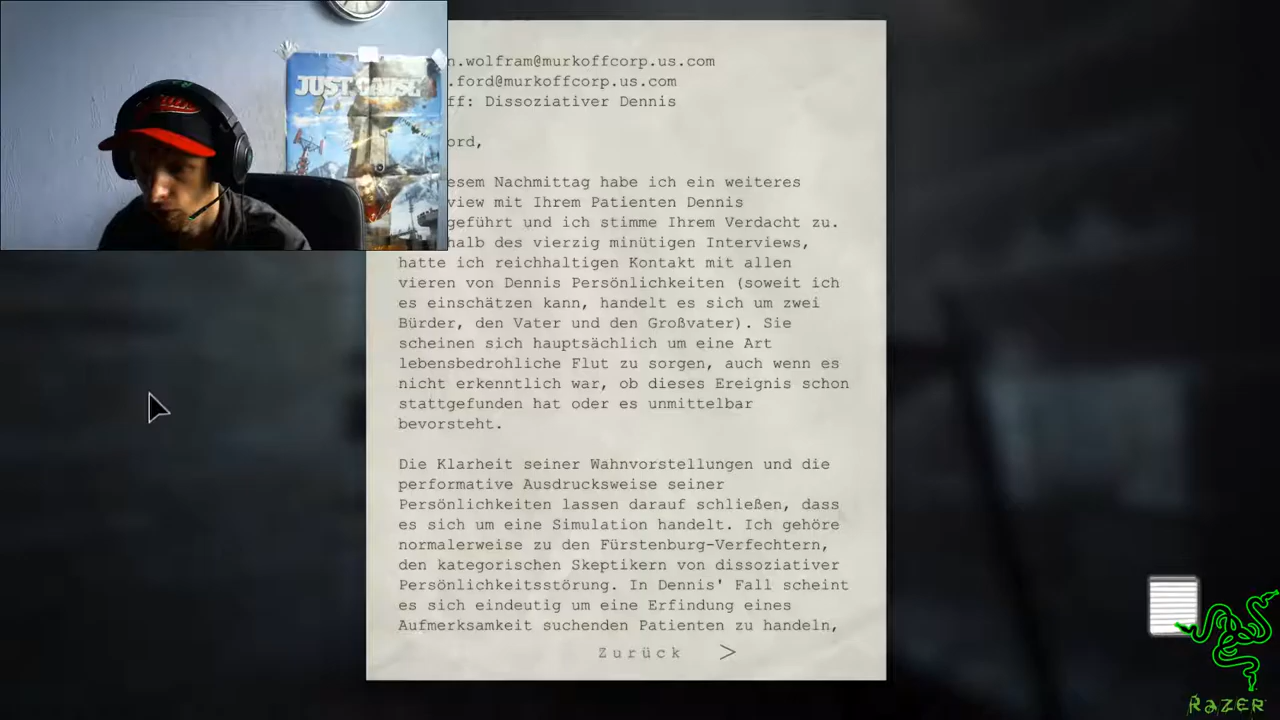 JUST CAUSE
n.wolfram@murkoffcorp.us.com
.ford@murkoffcorp.us.com
ff: Dissoziativer Dennis
ord,
esem Nachmittag habe ich ein weiteres
view mit Ihrem Patienten Dennis
geführt und ich stimme Ihrem Verdacht zu.
halb des vierzig minütigen Interviews,
hatte ich reichhaltigen Kontakt mit allen
vieren von Dennis Persönlichkeiten (soweit ich
es einschätzen kann, handelt es sich um zwei
Bürder, den Vater und den Großvater). Sie
scheinen sich hauptsächlich um eine Art
lebensbedrohliche Flut zu sorgen, auch wenn es
nicht erkenntlich war, ob dieses Ereignis schon
stattgefunden hat oder es unmittelbar
bevorsteht.
Die Klarheit seiner Wahnvorstellungen und die
performative Ausdrucksweise seiner
Persönlichkeiten lassen darauf schließen, dass
es sich um eine Simulation handelt. Ich gehöre
normalerweise zu den Fürstenburg-Verfechtern,
den kategorischen Skeptikern von dissoziativer
Persönlichkeitsstörung. In Dennis' Fall scheint
es sich eindeutig um eine Erfindung eines
Aufmerksamkeit suchenden Patienten zu handeln,
Zurück >
RAZER